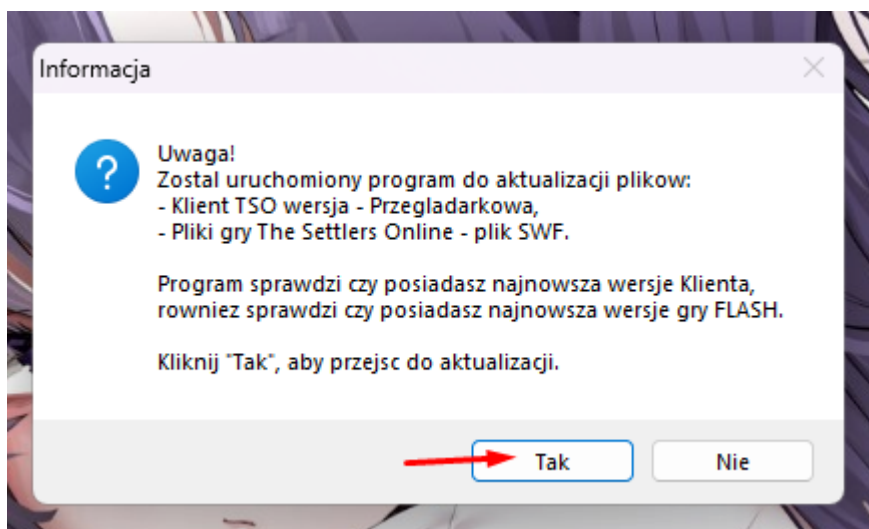 Informacja
Uwaga!
Zostal uruchomiony program do aktualizacji plikow:
- Klient TSO wersja - Przegladarkowa,
- Pliki gry The Settlers Online - plik SWF.
Program sprawdzi czy posiadasz najnowsza wersje Klienta,
rowniez sprawdzi czy posiadasz najnowsza wersje gry FLASH.
Kliknij "Tak", aby przejsc do aktualizacji.
Tak Nie